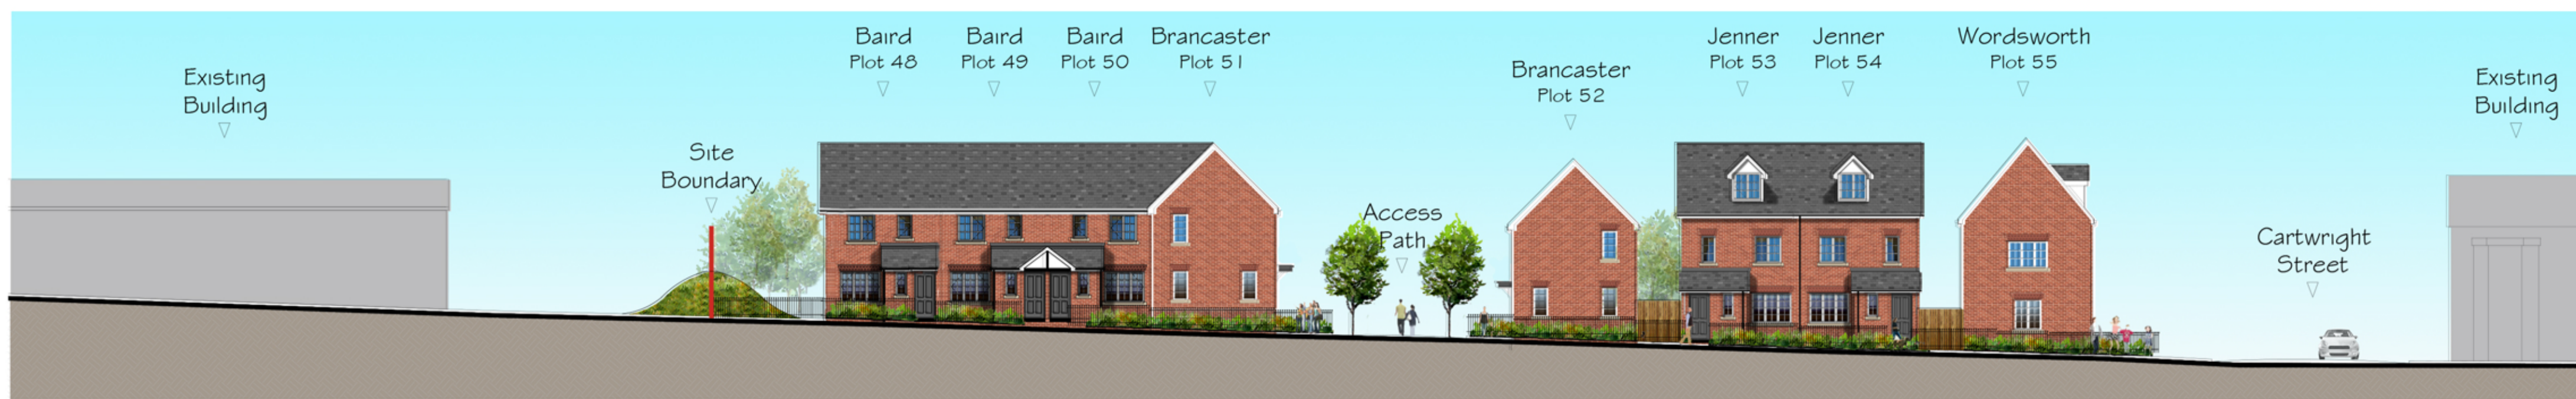 Existing
Building
Site
Boundary
Baird
Plot 48
Baird
Plot 49
Baird
Plot 50
Brancaster
Plot 51
Access
Path
Brancaster
Plot 52
Jenner
Plot 53
Jenner
Plot 54
Wordsworth
Plot 55
Cartwright
Street
Existing
Building